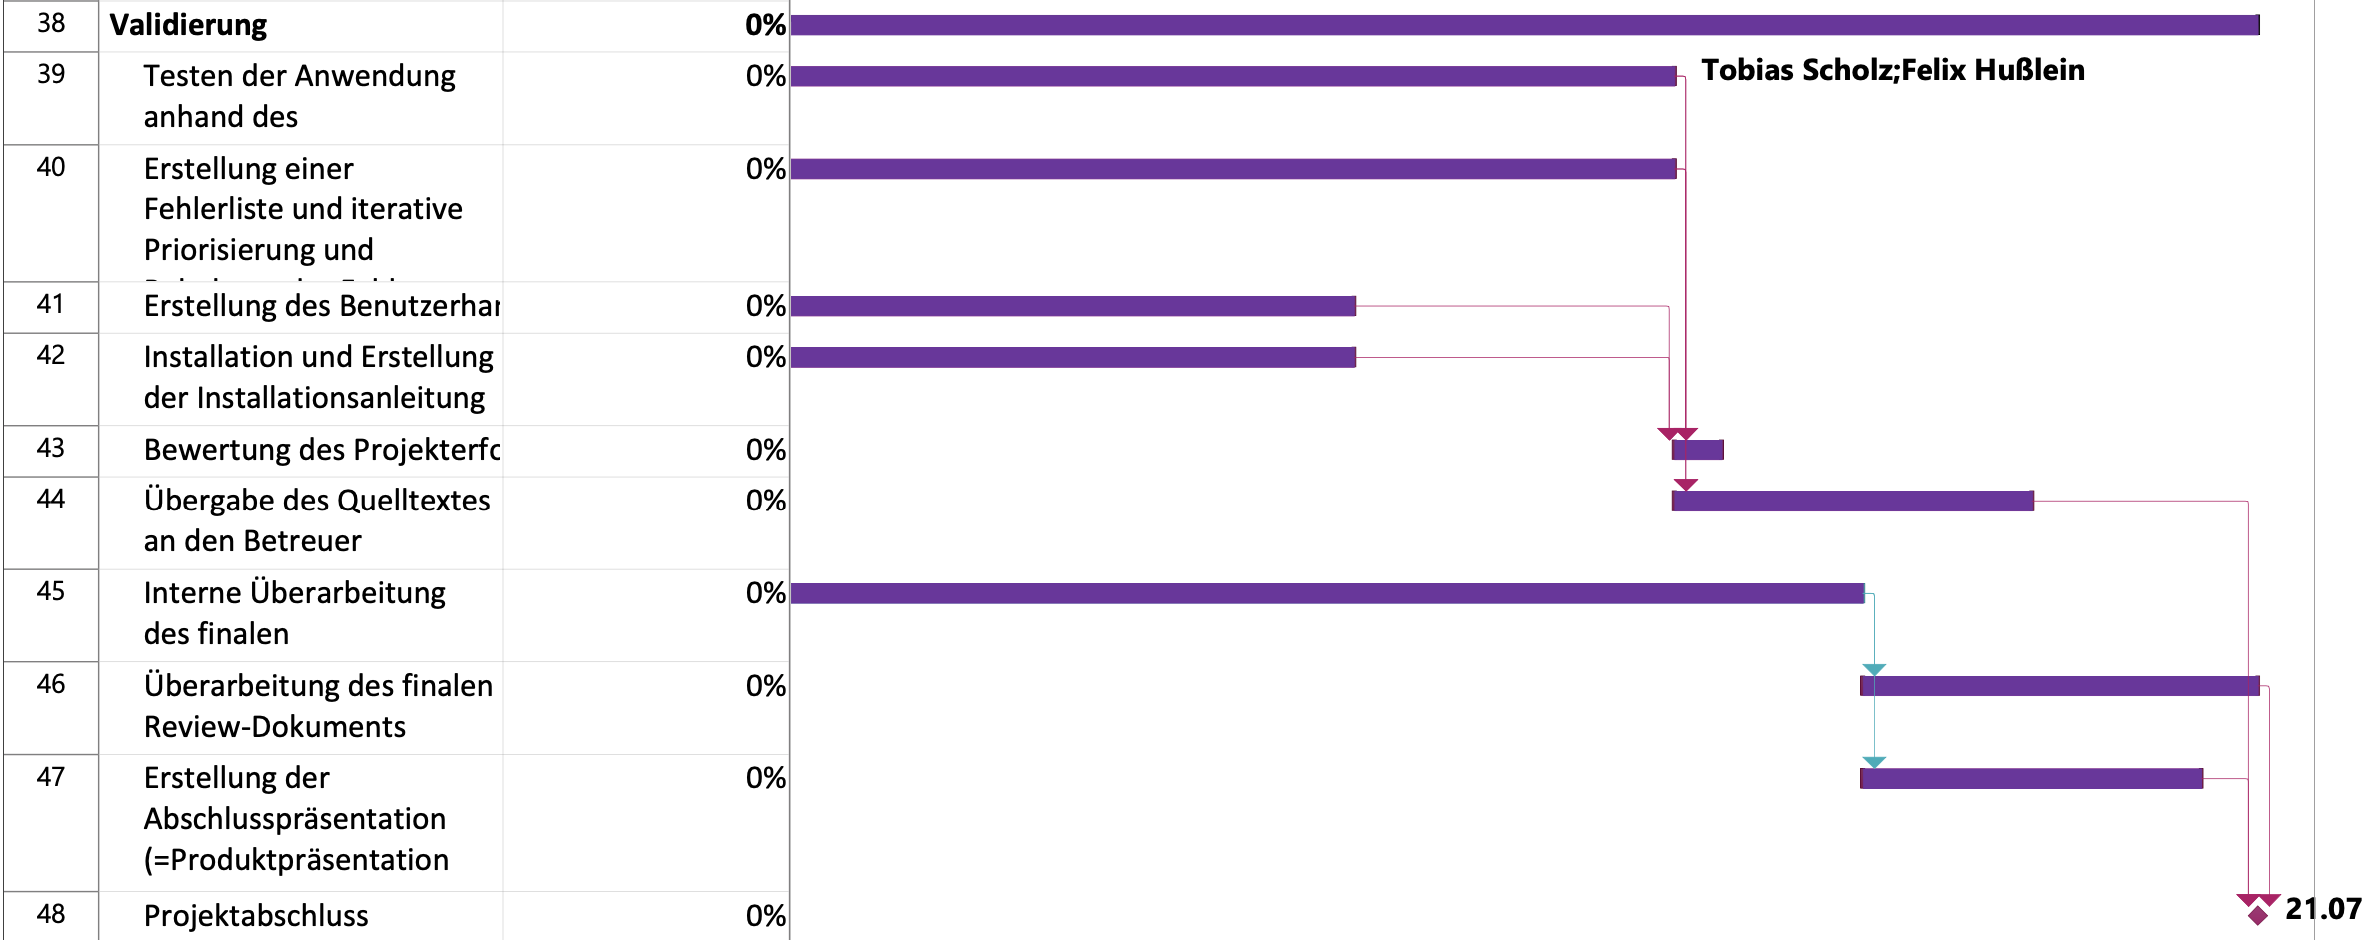 38 Validierung 0%
39 Testen der Anwendung 0% Tobias Scholz;Felix Hußlein
anhand des
40 Erstellung einer 0%
Fehlerliste und iterative
Priorisierung und
41 Erstellung des Benutzerhar 0%
42 Installation und Erstellung 0%
der Installationsanleitung
43 Bewertung des Projekterfo 0%
44 Übergabe des Quelltextes 0%
an den Betreuer
45 Interne Überarbeitung 0%
des finalen
46 Überarbeitung des finalen 0%
Review-Dokuments
47 Erstellung der 0%
Abschlusspräsentation
(=Produktpräsentation
48 Projektabschluss 0% 21.07